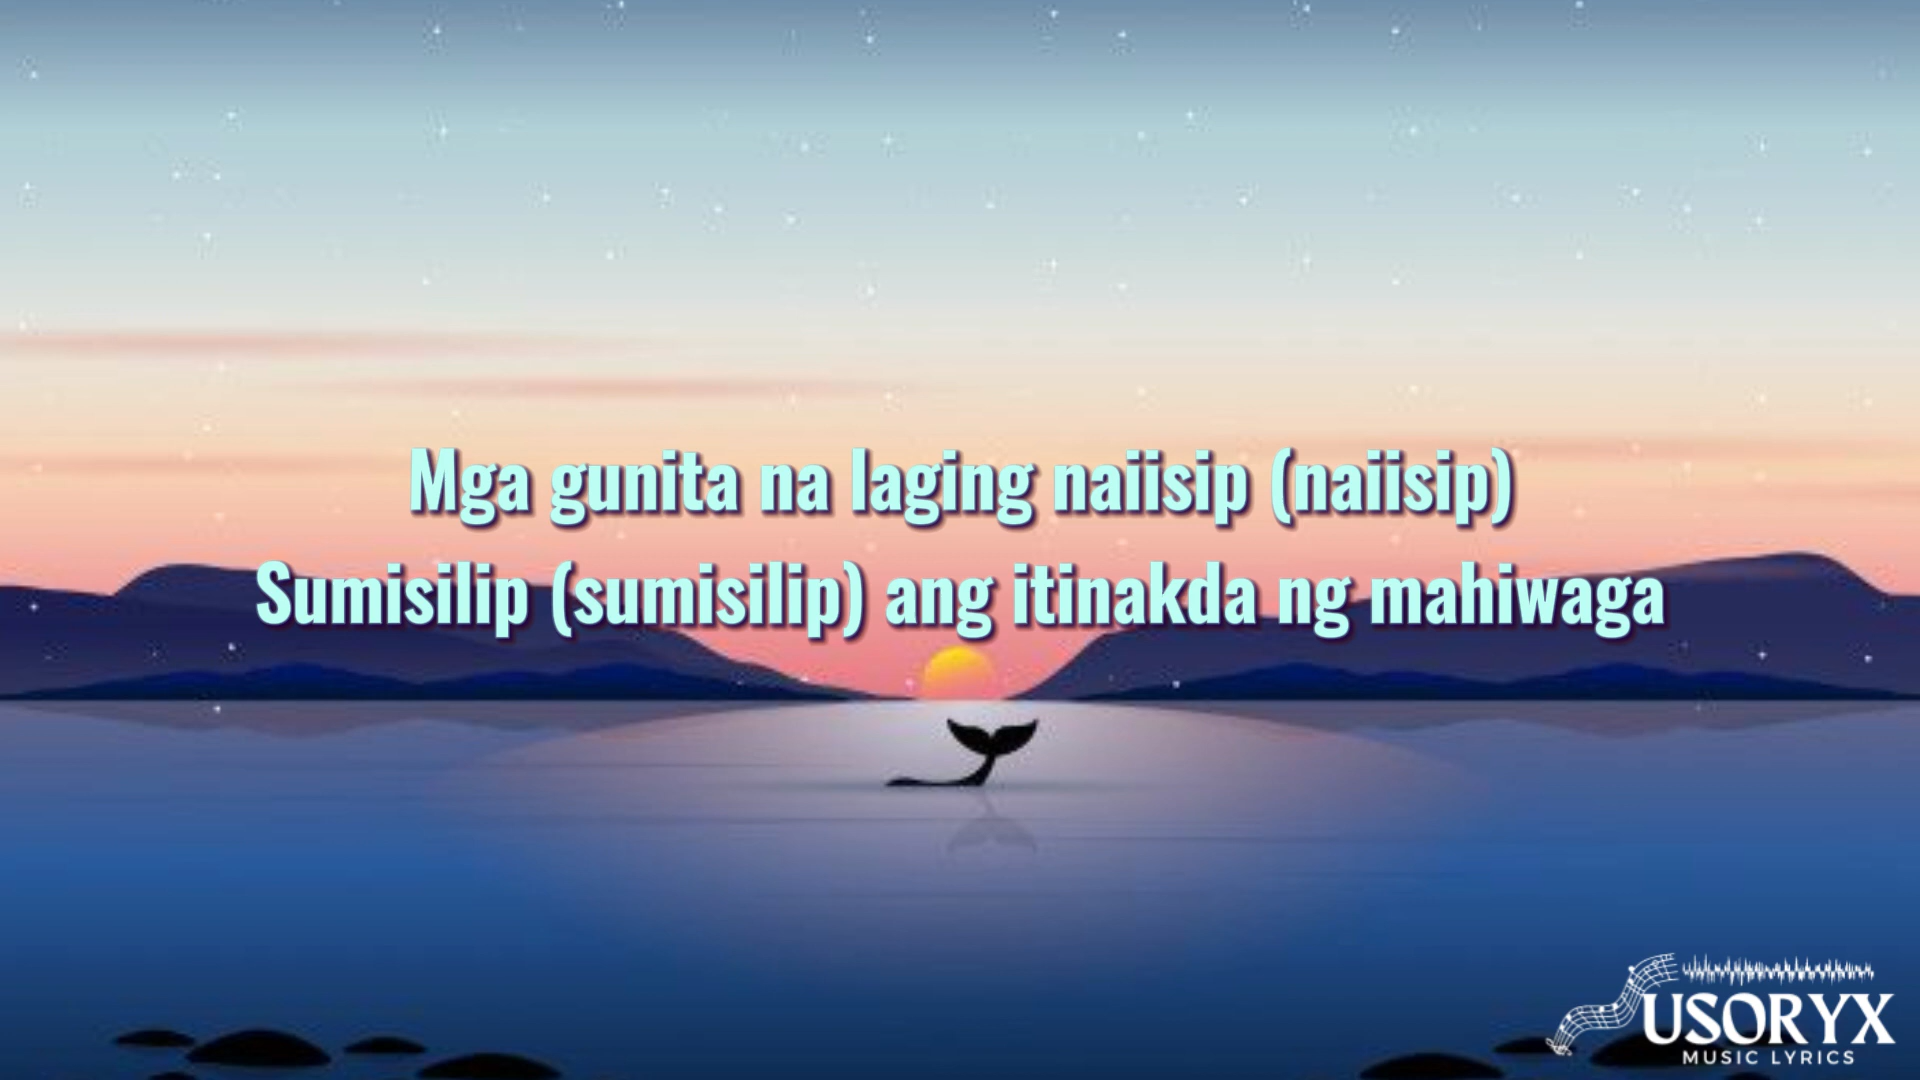 Mga gunita na laging naiisip (naiisip)
Sumisilip (sumisilip) ang itinakda ng mahiwaga
USORYX
MUSIC LYRICS